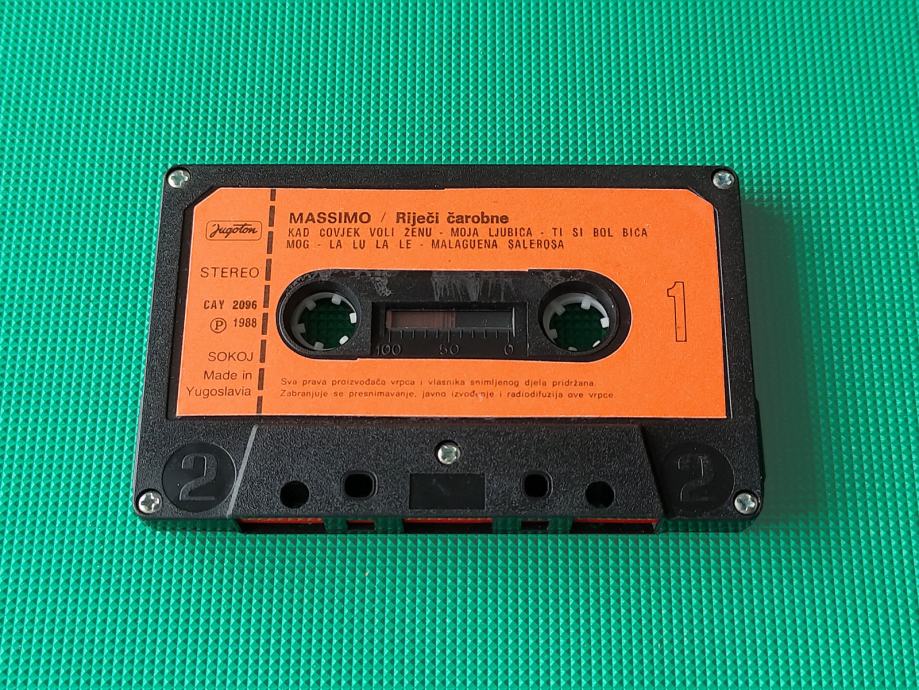 Jugoton
STEREO
CAY 2096
℗ 1988
SOKOJ
Made in
Yugoslavia
MASSIMO / Riječi čarobne
KAD COVJEK VOLI ŽENU - MOJA LJUBICA - TI SI BOL BICA
MOG - LA LU LA LE - MALAGUENA SALEROSA
1
100 50 0
Sva prava proizvođača vrpca i vlasnika snimljenog djela pridržana.
Zabranjuje se presnimavanje, javno izvođenje i radiodifuzija ove vrpce.
2 2